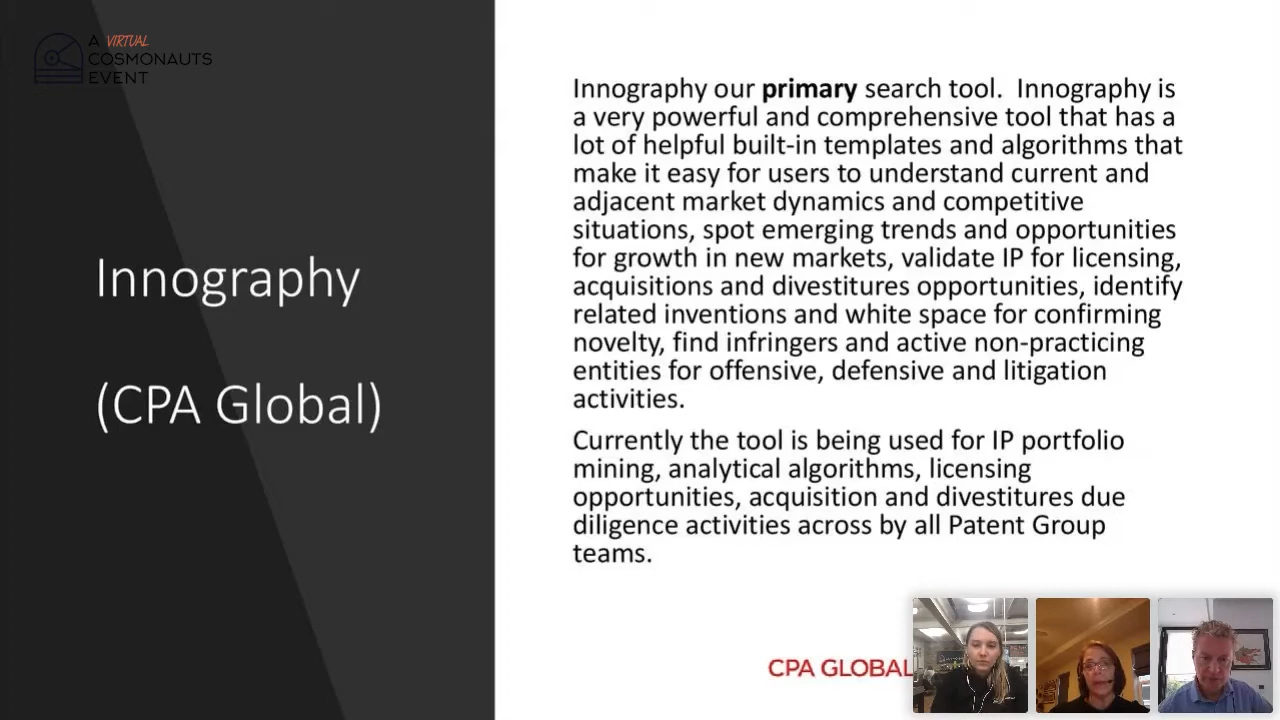 A VIRTUAL
COSMONAUTS
EVENT
Innography
(CPA Global)
Innography our primary search tool. Innography is
a very powerful and comprehensive tool that has a
lot of helpful built-in templates and algorithms that
make it easy for users to understand current and
adjacent market dynamics and competitive
situations, spot emerging trends and opportunities
for growth in new markets, validate IP for licensing,
acquisitions and divestitures opportunities, identify
related inventions and white space for confirming
novelty, find infringers and active non-practicing
entities for offensive, defensive and litigation
activities.
Currently the tool is being used for IP portfolio
mining, analytical algorithms, licensing
opportunities, acquisition and divestitures due
diligence activities across by all Patent Group
teams.
CPA GLOBAL